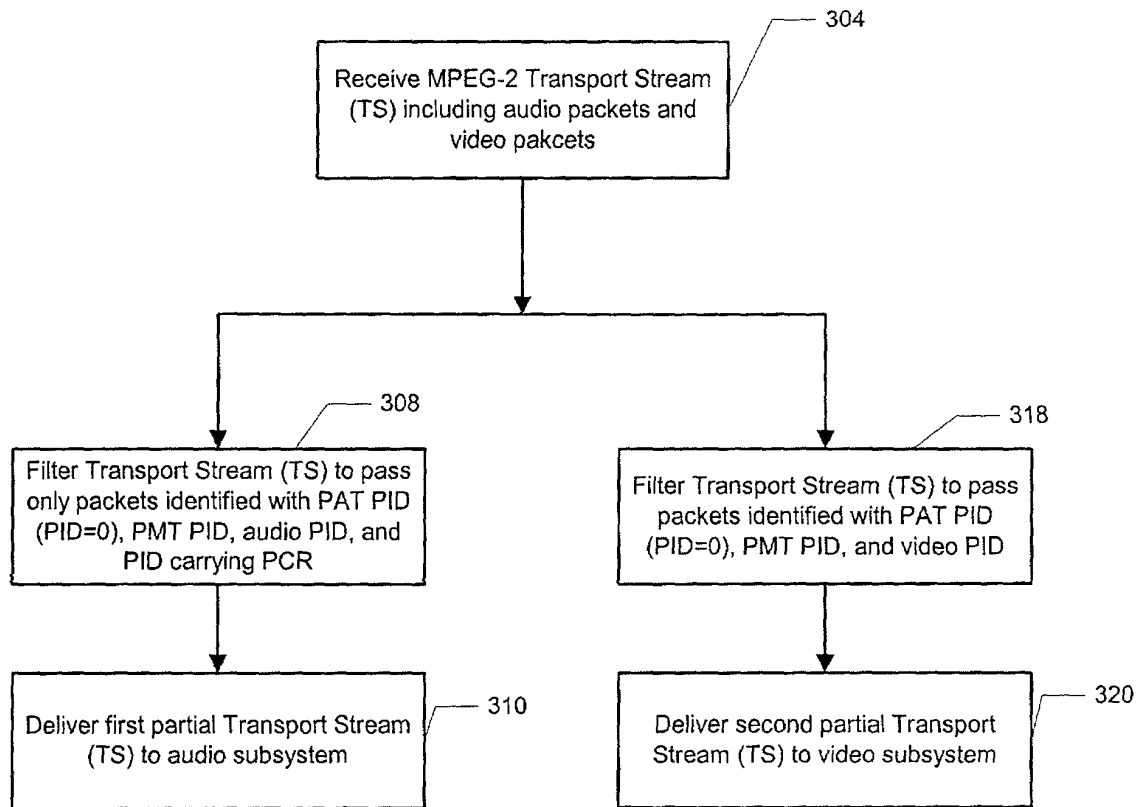 304
Receive MPEG-2 Transport Stream
(TS) including audio packets and
video pakcets
308
Filter Transport Stream (TS) to pass
only packets identified with PAT PID
(PID=0), PMT PID, audio PID, and
PID carrying PCR
318
Filter Transport Stream (TS) to pass
packets identified with PAT PID
(PID=0), PMT PID, and video PID
310
Deliver first partial Transport Stream
(TS) to audio subsystem
320
Deliver second partial Transport
Stream (TS) to video subsystem